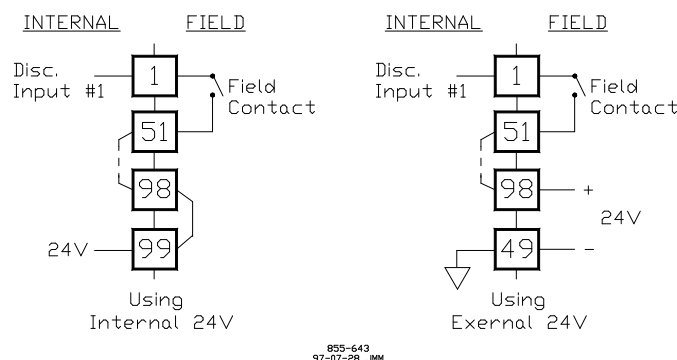 INTERNAL FIELD
Disc.
Input #1
1
Field
Contact
51
98
24V
99
Using
Internal 24V
INTERNAL FIELD
Disc.
Input #1
1
Field
Contact
51
98
+
24V
49
-
Using
Exernal 24V
855-643
97-07-28 JMM